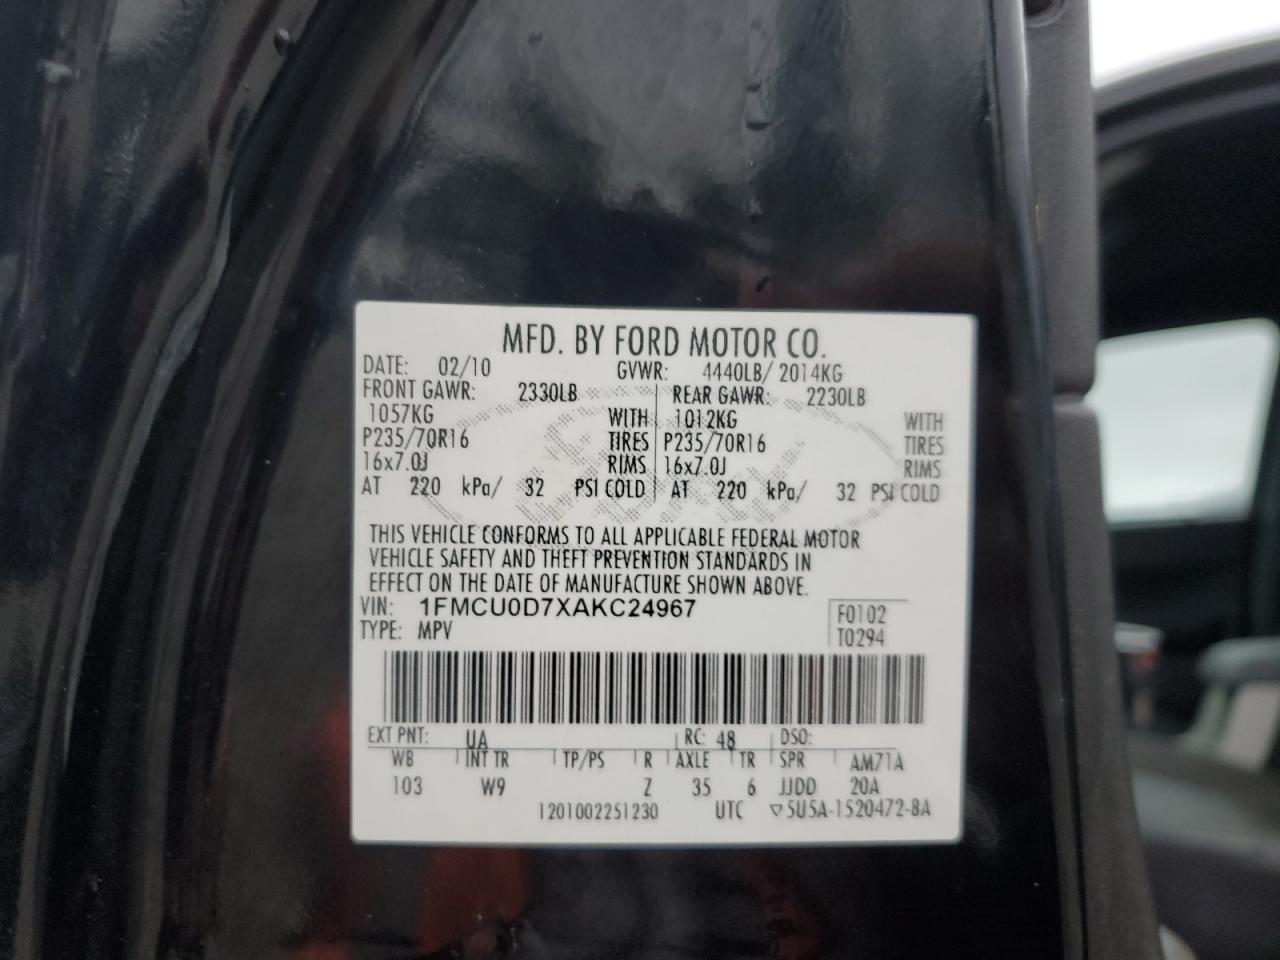 MFD. BY FORD MOTOR CO.
DATE: 02/10 GVWR: 4440LB/ 2014KG
FRONT GAWR: 2330LB REAR GAWR: 2230LB
1057KG WITH 1012KG WITH
P235/70R16 TIRES P235/70R16 TIRES
16x7.0J RIMS 16x7.0J RIMS
AT 220 kPa/ 32 PSI COLD AT 220 kPa/ 32 PSI COLD
THIS VEHICLE CONFORMS TO ALL APPLICABLE FEDERAL MOTOR
VEHICLE SAFETY AND THEFT PREVENTION STANDARDS IN
EFFECT ON THE DATE OF MANUFACTURE SHOWN ABOVE.
VIN: 1FMCU0D7XAKC24967 F0102
TYPE: MPV T0294
EXT PNT: UA RC: 48 DSO:
WB INT TR TP/PS R AXLE TR SPR AM71A
103 W9 Z 35 6 JJDD 20A
1201002251230 UTC ▽5U5A-1520472-BA